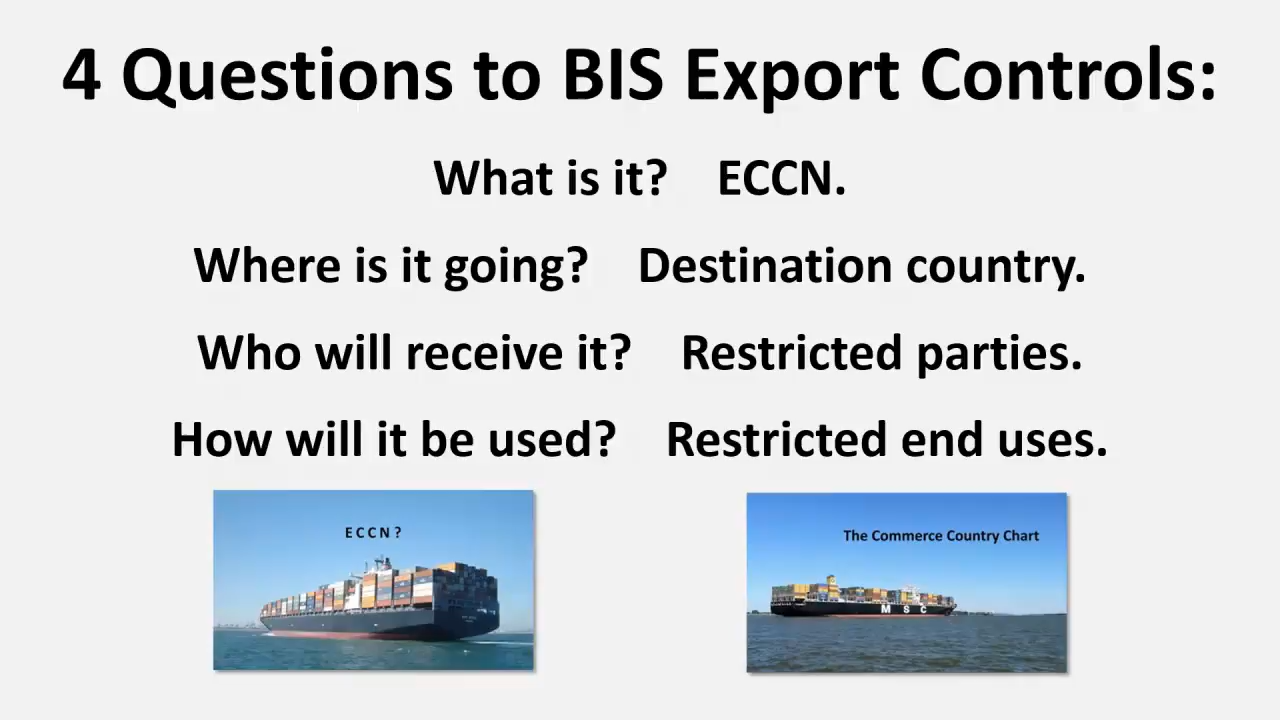 4 Questions to BIS Export Controls:
What is it? ECCN.
Where is it going? Destination country.
Who will receive it? Restricted parties.
How will it be used? Restricted end uses.
ECCN?
The Commerce Country Chart
MSC